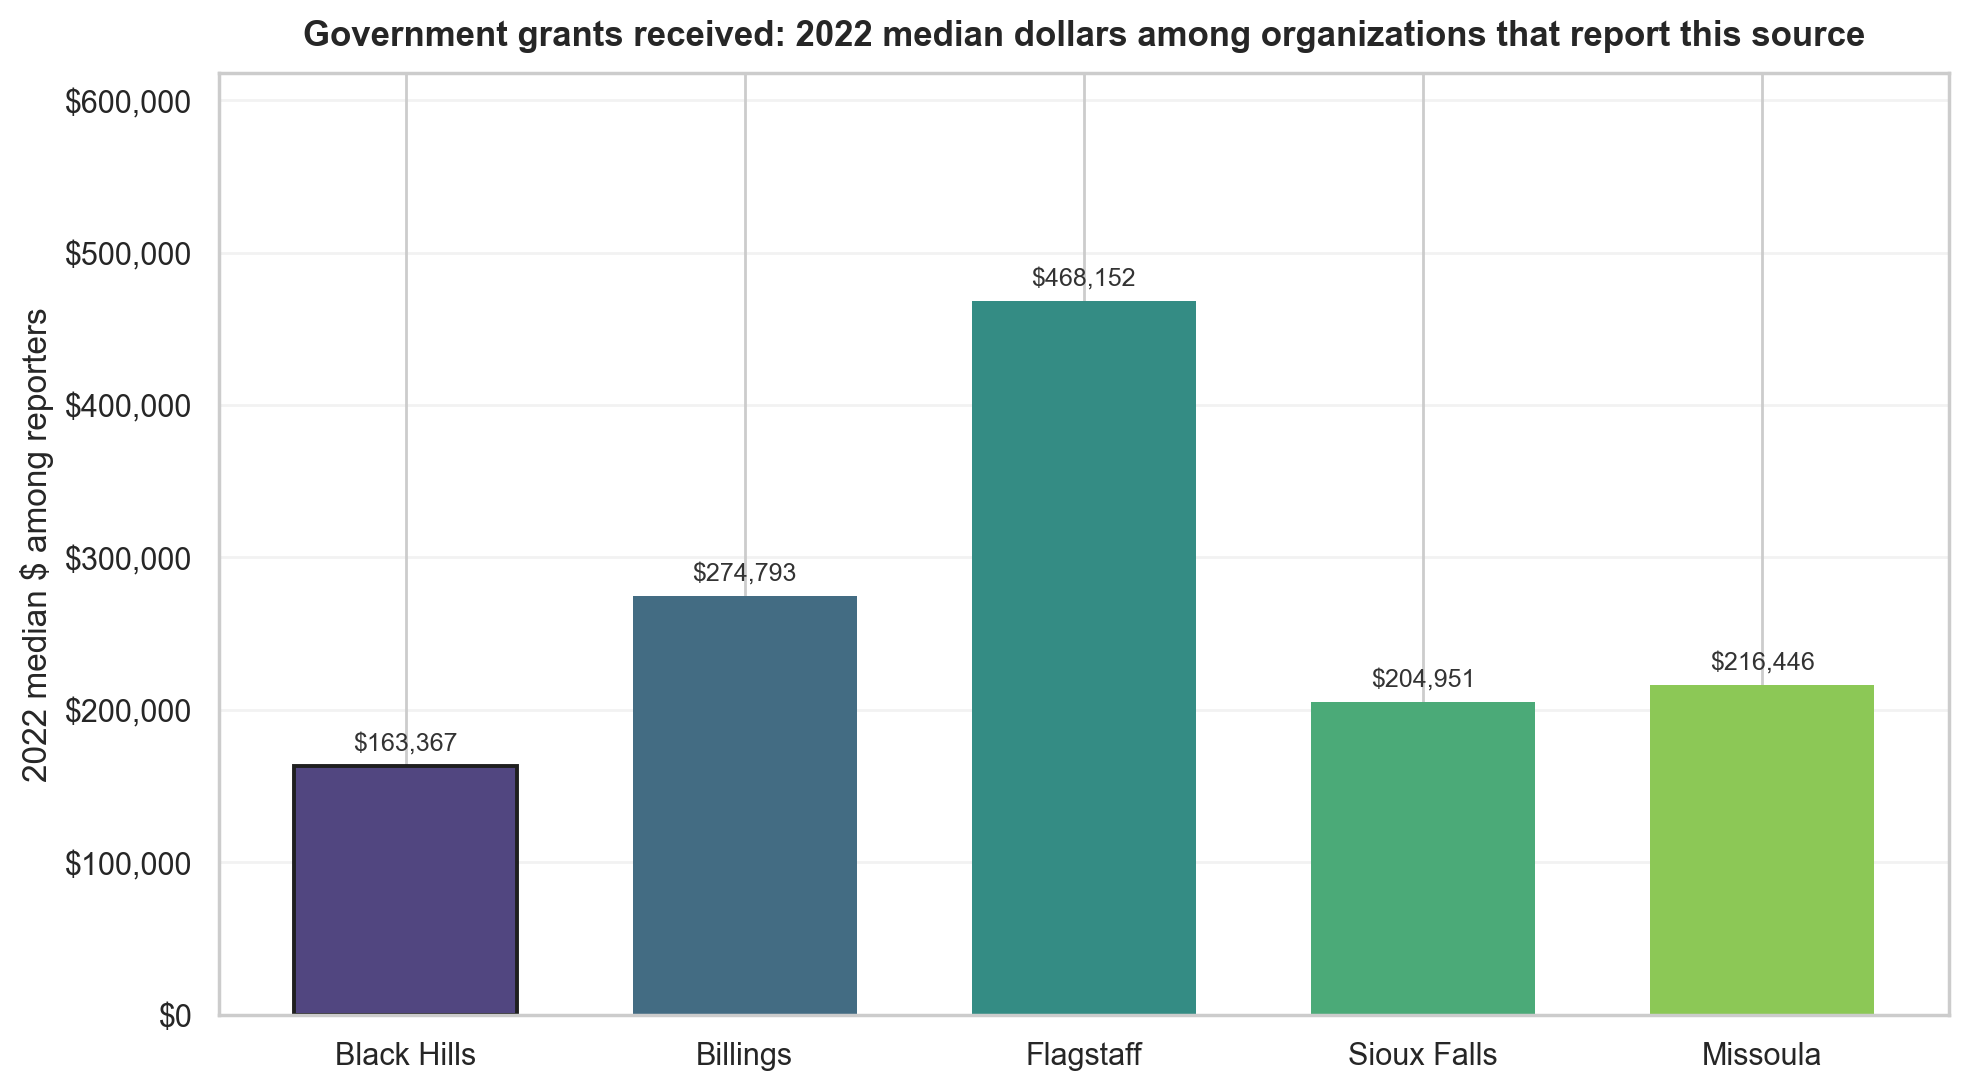 Government grants received: 2022 median dollars among organizations that report this source
2022 median $ among reporters
$600,000
$500,000
$400,000
$300,000
$200,000
$100,000
$0
$163,367
$274,793
$468,152
$204,951
$216,446
Black Hills
Billings
Flagstaff
Sioux Falls
Missoula